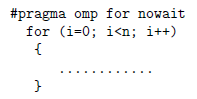 #pragma omp for nowait
for (i=0; i<n; i++)
{
............
}